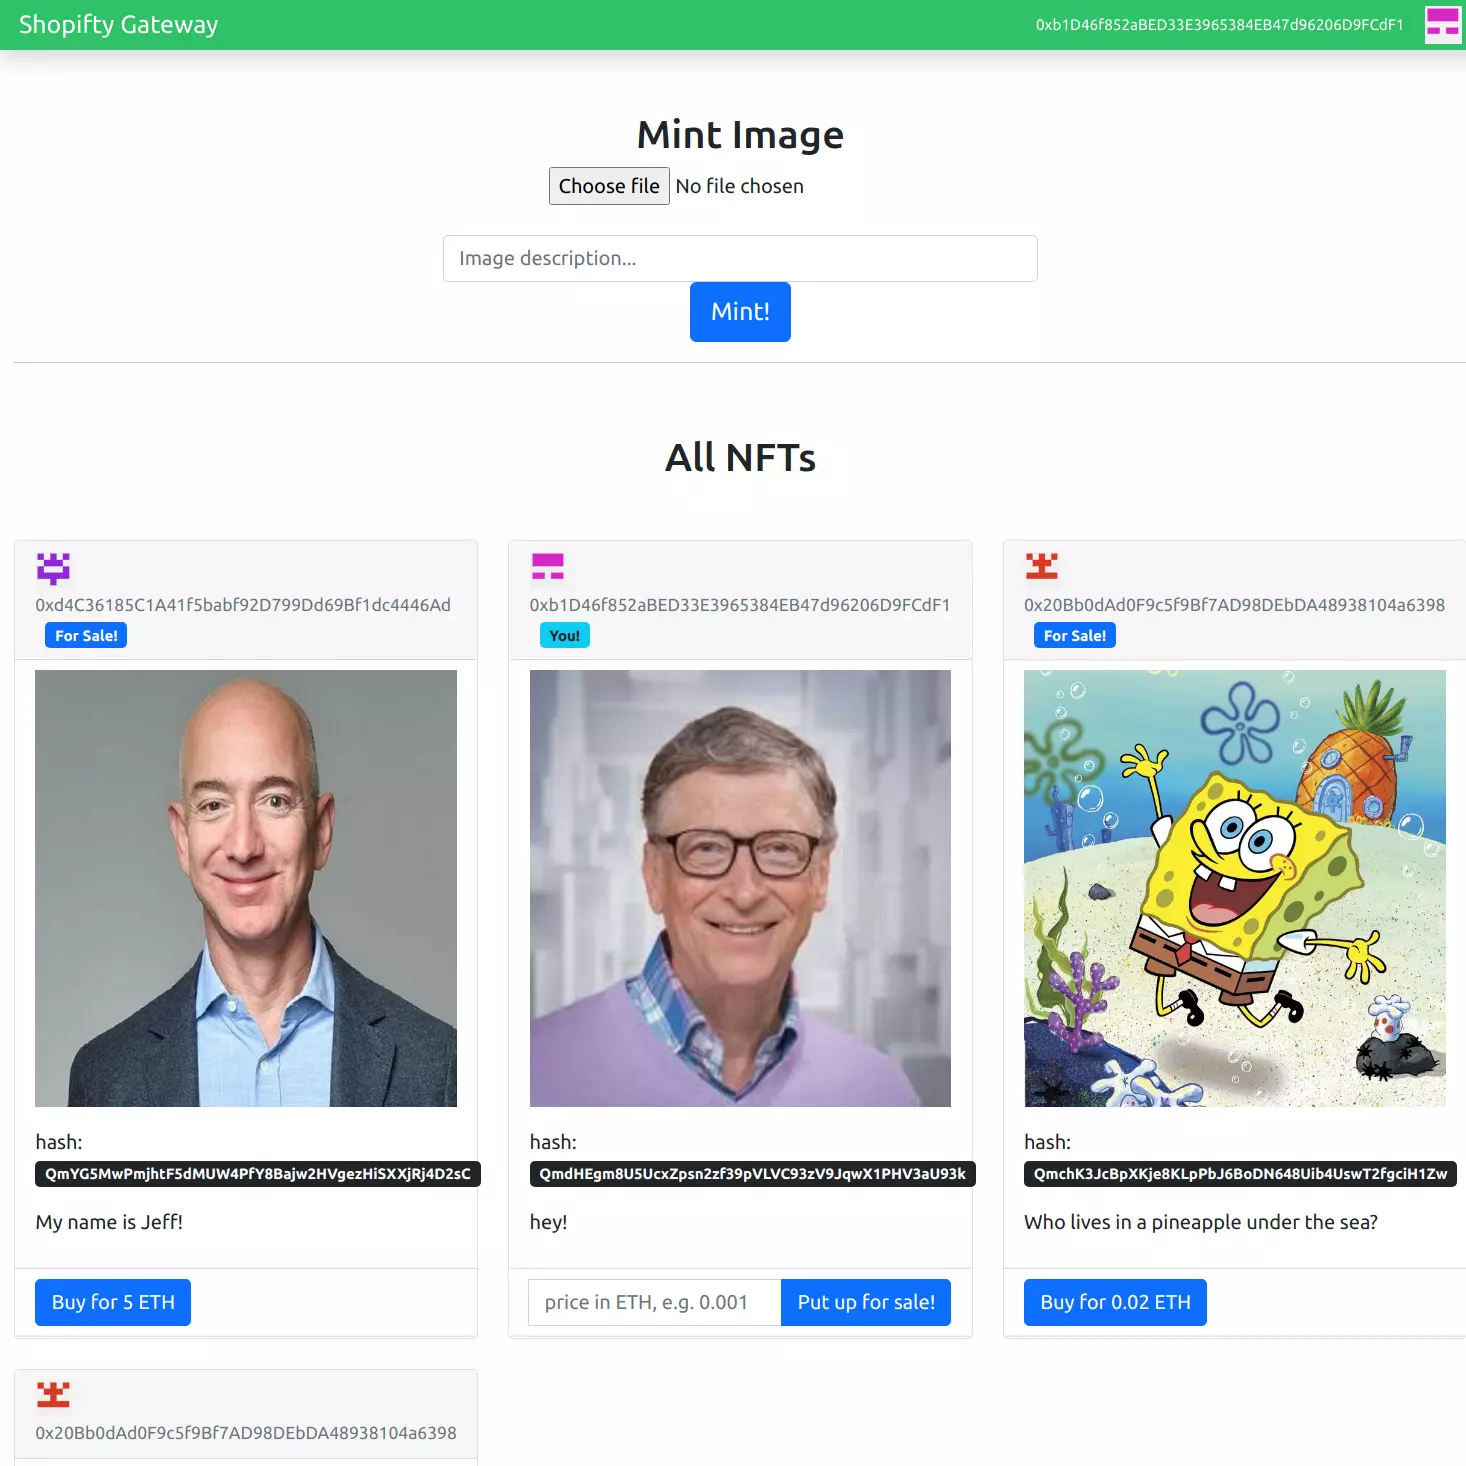 Shopifty Gateway
0xb1D46f852aBED33E3965384EB47d96206D9FCdF1
Mint Image
Choose file No file chosen
Image description...
Mint!
All NFTs
0xd4C36185C1A41f5babf92D799Dd69Bf1dc4446Ad
For Sale!
hash:
QmYG5MwPmjhtF5dMUW4PfY8Bajw2HVgezHiSXXjRj4D2sC
My name is Jeff!
Buy for 5 ETH
0xb1D46f852aBED33E3965384EB47d96206D9FCdF1
You!
hash:
QmdHEgm8U5UcxZpsn2zf39pVLVC93zV9JqwX1PHV3aU93k
hey!
price in ETH, e.g. 0.001 Put up for sale!
0x20Bb0dAd0F9c5f9Bf7AD98DEbDA48938104a6398
For Sale!
hash:
QmchK3JcBpXKje8KLpPbJ6BoDN648Uib4UswT2fgciH1Zw
Who lives in a pineapple under the sea?
Buy for 0.02 ETH
0x20Bb0dAd0F9c5f9Bf7AD98DEbDA48938104a6398